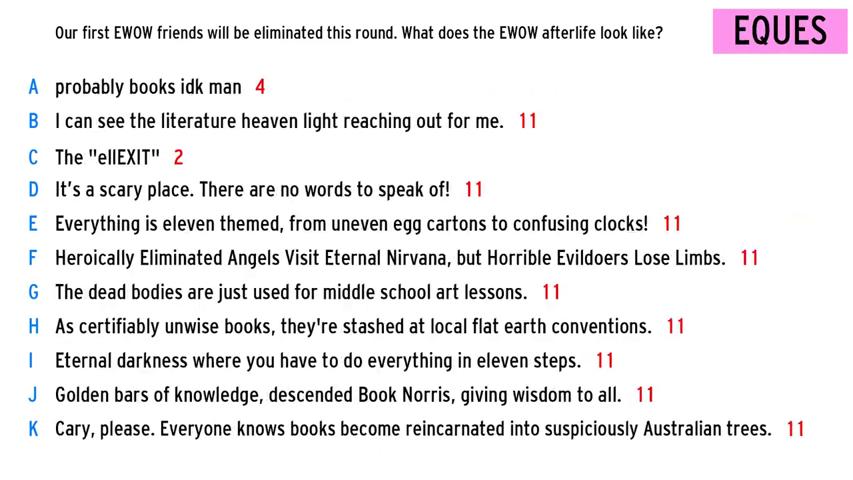 Our first EWOW friends will be eliminated this round. What does the EWOW afterlife look like?
EQUES
A probably books idk man 4
B I can see the literature heaven light reaching out for me. 11
C The "ellEXIT" 2
D It's a scary place. There are no words to speak of! 11
E Everything is eleven themed, from uneven egg cartons to confusing clocks! 11
F Heroically Eliminated Angels Visit Eternal Nirvana, but Horrible Evildoers Lose Limbs. 11
G The dead bodies are just used for middle school art lessons. 11
H As certifiably unwise books, they're stashed at local flat earth conventions. 11
I Eternal darkness where you have to do everything in eleven steps. 11
J Golden bars of knowledge, descended Book Norris, giving wisdom to all. 11
K Cary, please. Everyone knows books become reincarnated into suspiciously Australian trees. 11